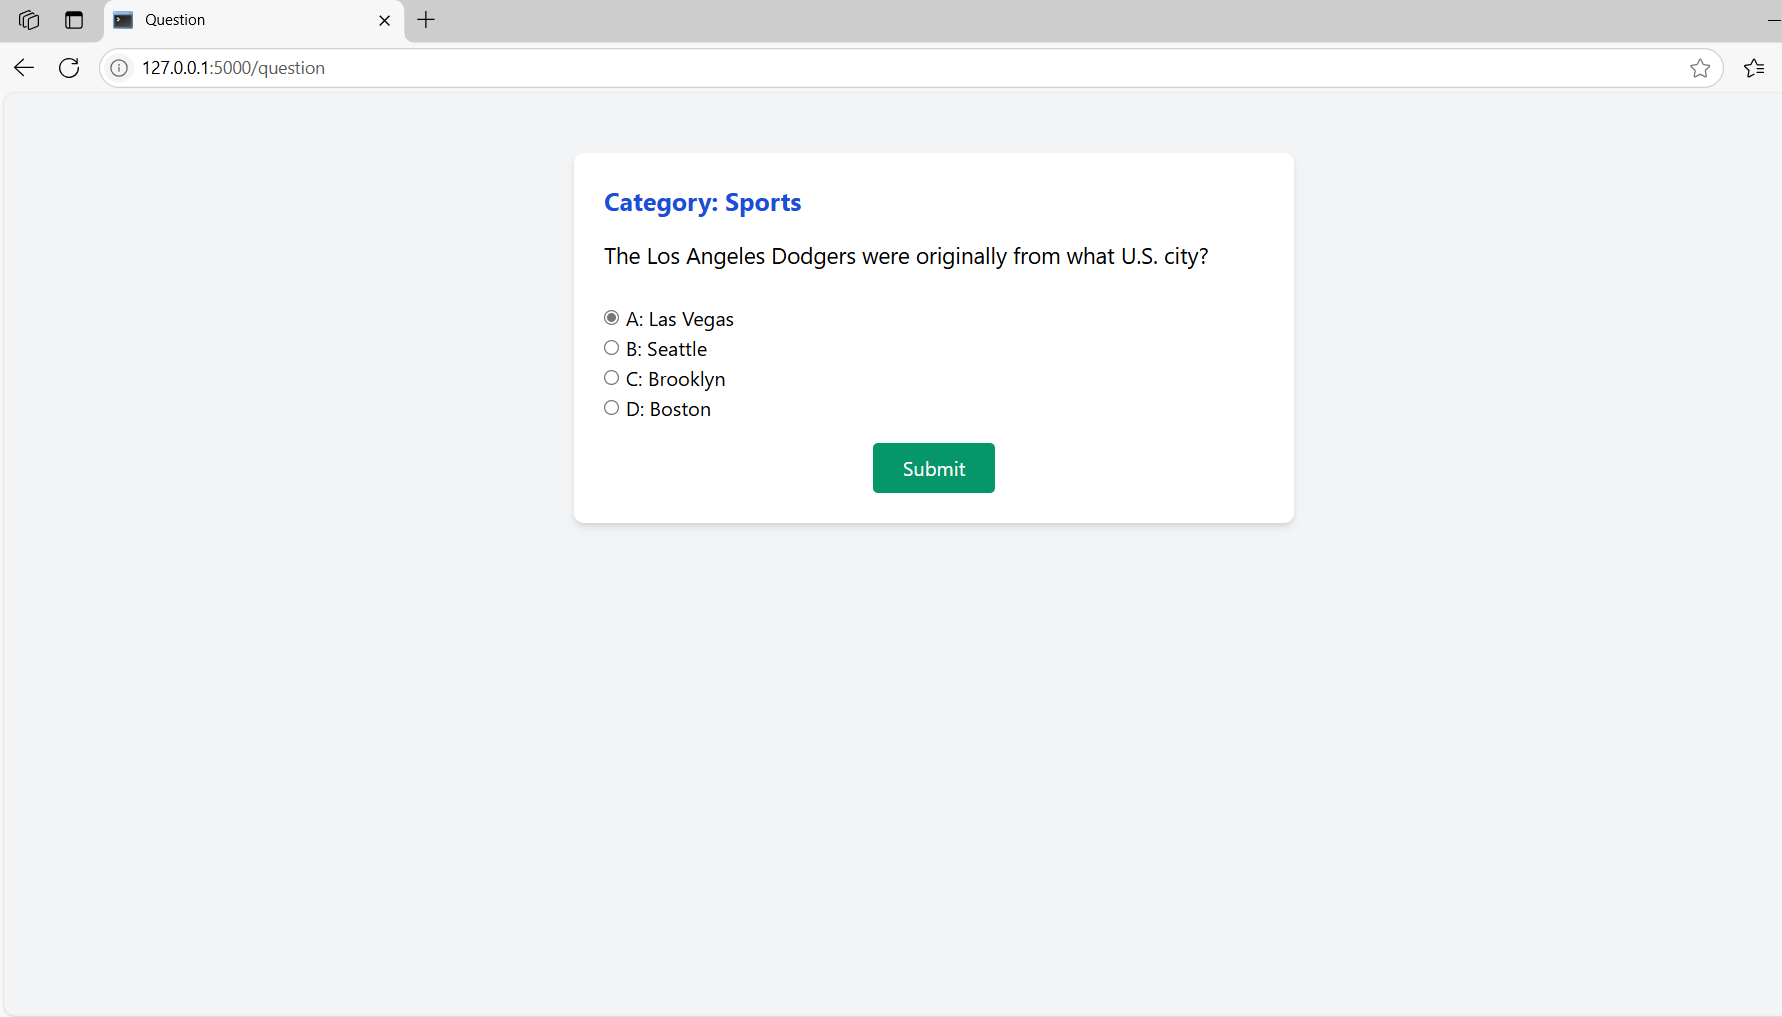 Question
127.0.0.1:5000/question
Category: Sports
The Los Angeles Dodgers were originally from what U.S. city?
A: Las Vegas
B: Seattle
C: Brooklyn
D: Boston
Submit